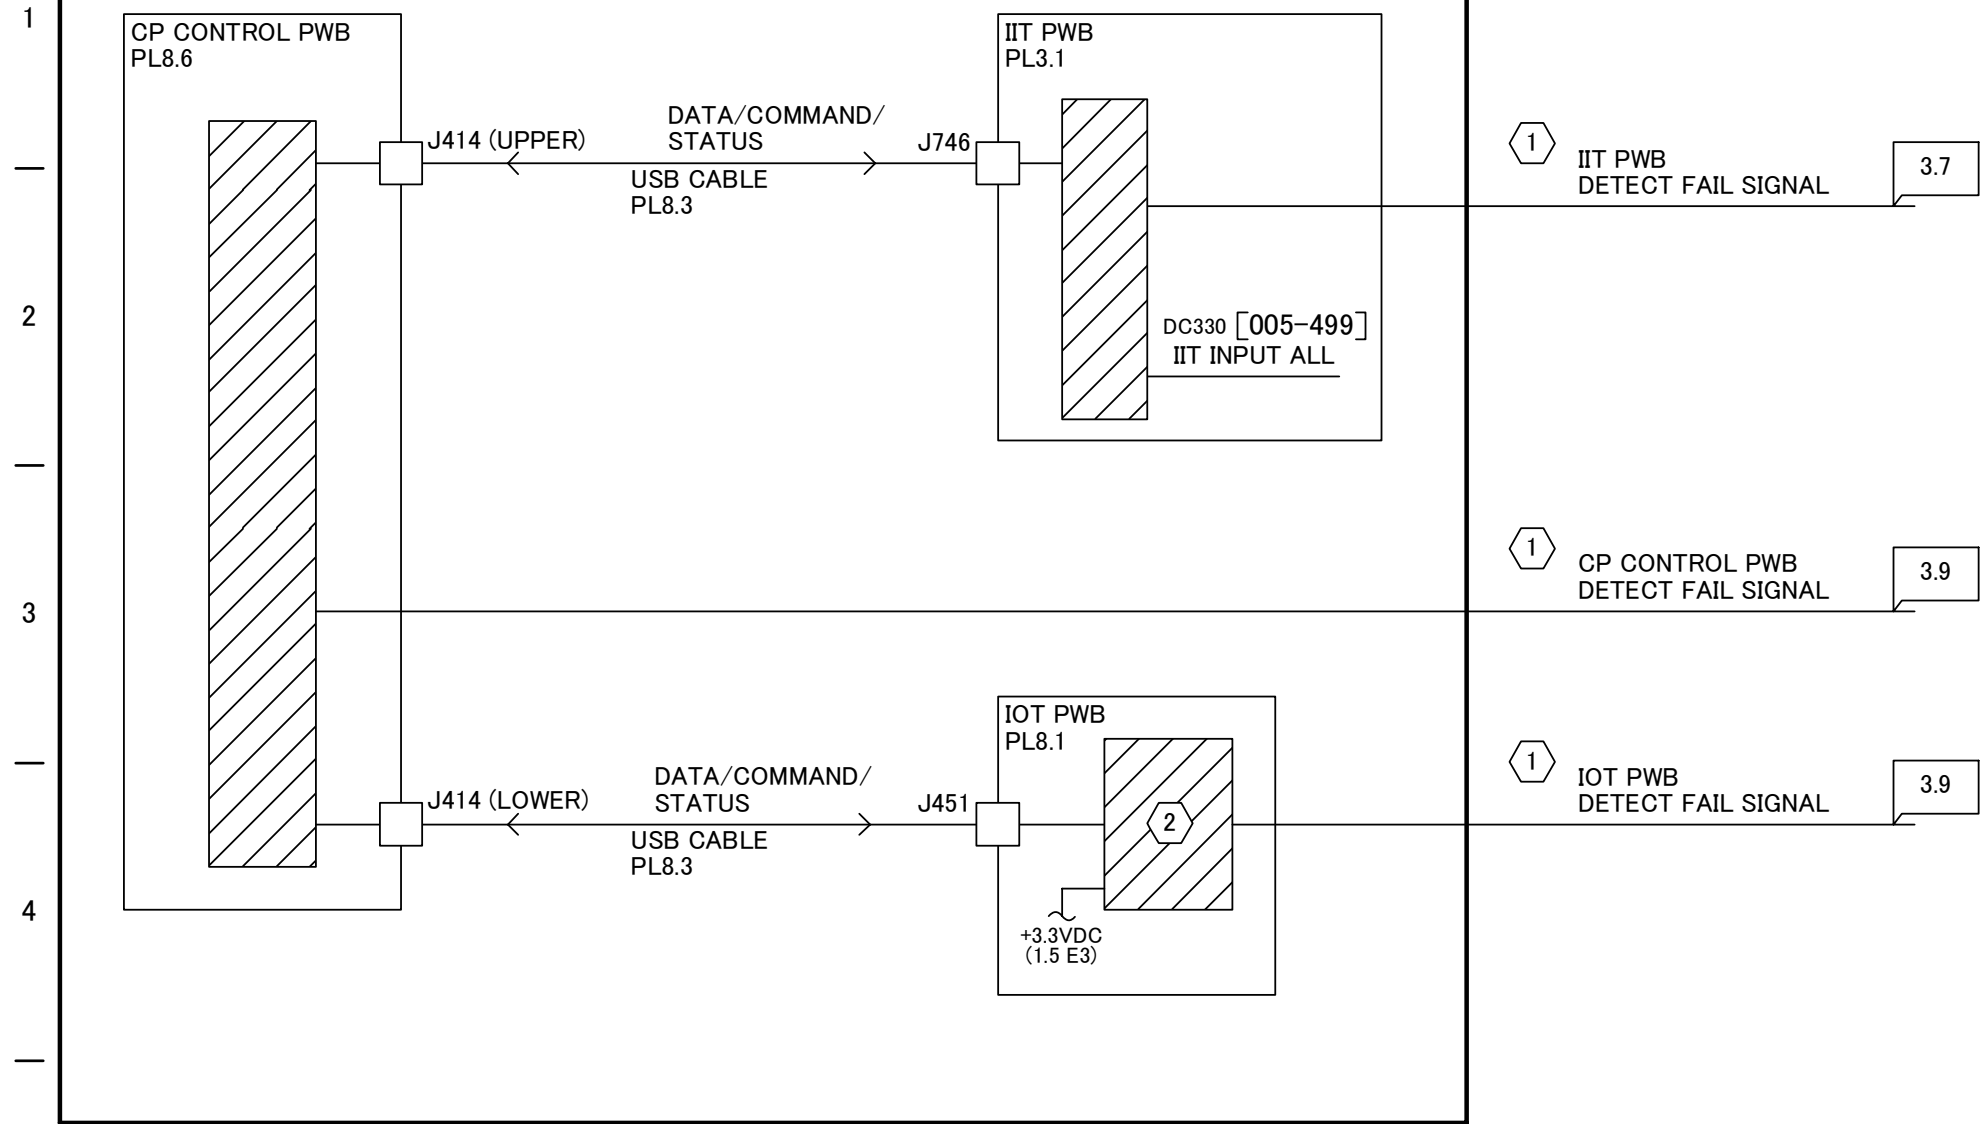 1
CP CONTROL PWB
PL8.6
IIT PWB
PL3.1
J414 (UPPER)
DATA/COMMAND/
STATUS
USB CABLE
PL8.3
J746
1
IIT PWB
DETECT FAIL SIGNAL
3.7
2
DC330 [005-499]
IIT INPUT ALL
1
CP CONTROL PWB
DETECT FAIL SIGNAL
3.9
3
IOT PWB
PL8.1
J414 (LOWER)
DATA/COMMAND/
STATUS
USB CABLE
PL8.3
J451
2
1
IOT PWB
DETECT FAIL SIGNAL
3.9
4
+3.3VDC
(1.5 E3)